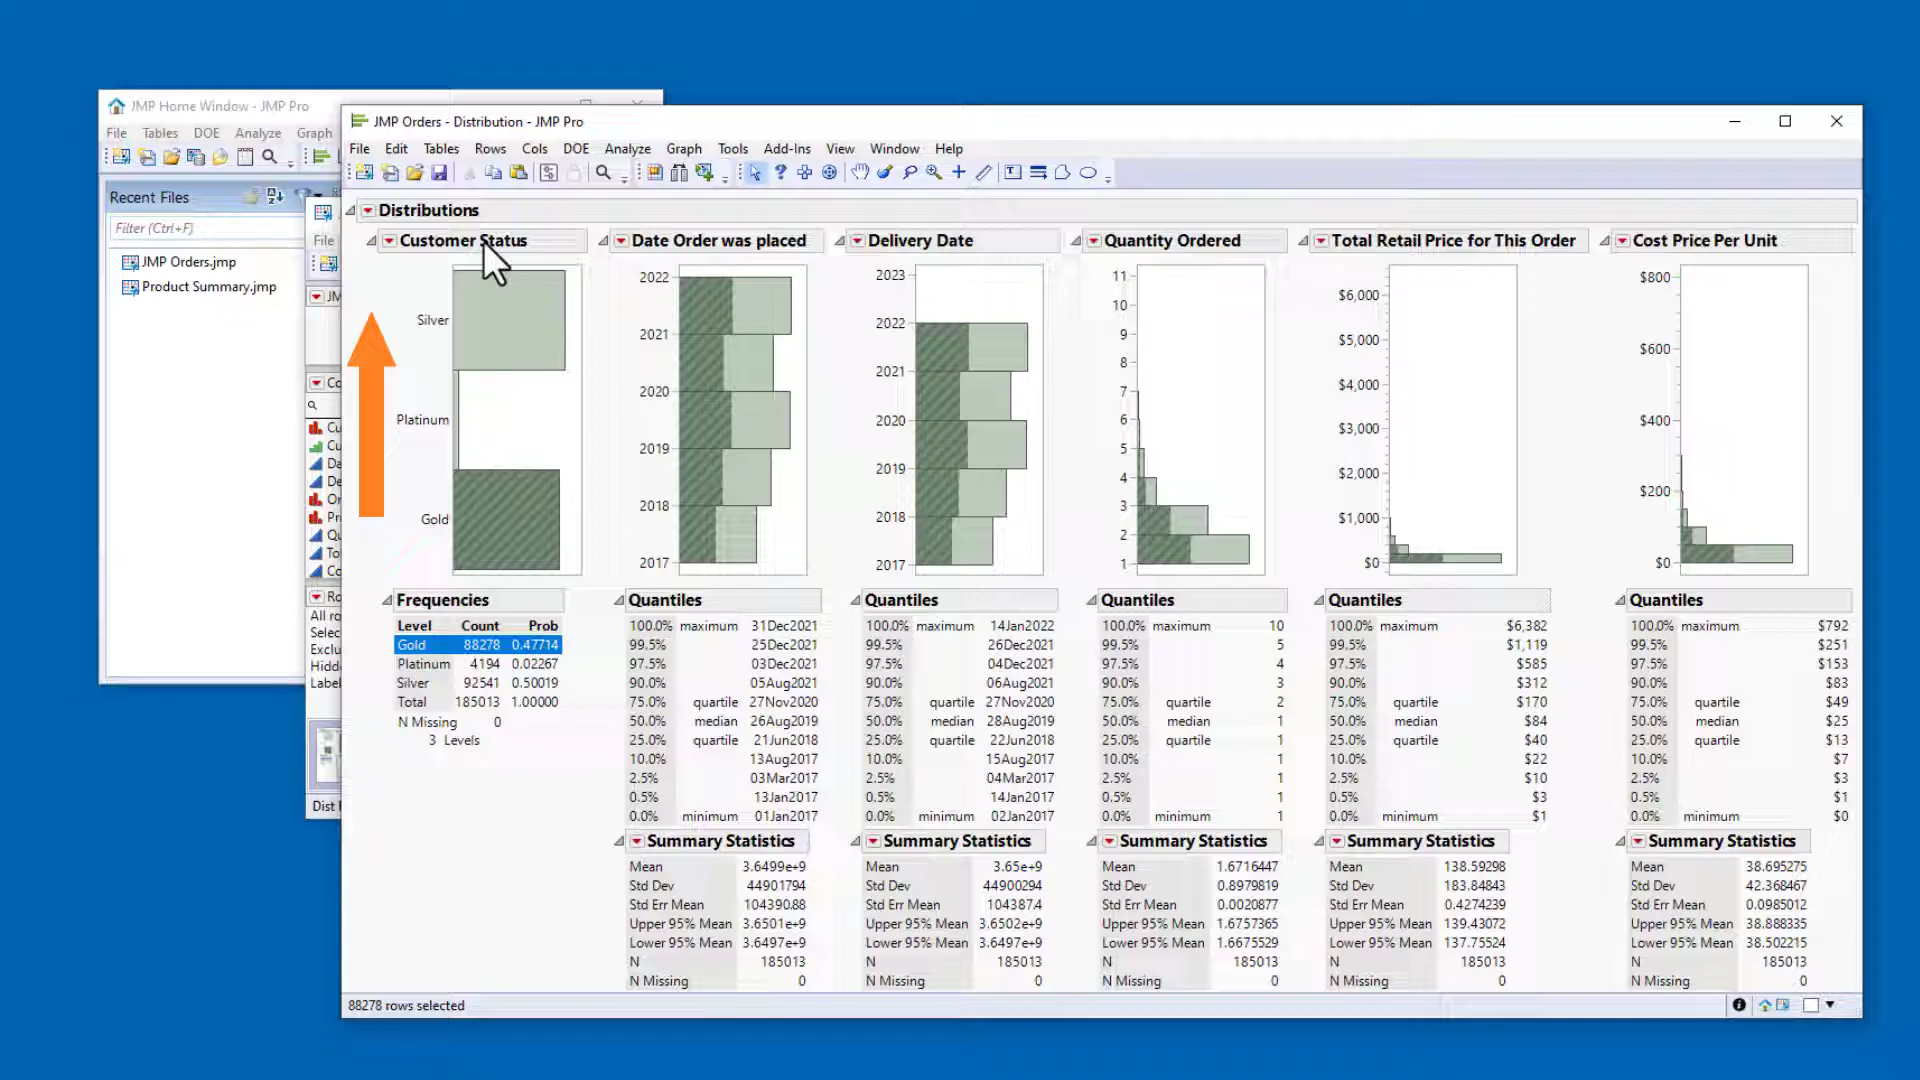 JMP Home Window - JMP Pro
File Tables DOE Analyze Graph
Recent Files
Filter (Ctrl+F)
JMP Orders.jmp
Product Summary.jmp
File
Dist
JMP Orders - Distribution - JMP Pro
File Edit Tables Rows Cols DOE Analyze Graph Tools Add-Ins View Window Help
Distributions
Customer Status
Silver
Platinum
Gold
Frequencies
Level Count Prob
Gold 88278 0.47714
Platinum 4194 0.02267
Silver 92541 0.50019
Total 185013 1.00000
N Missing 0
3 Levels
Date Order was placed
2022
2021
2020
2019
2018
2017
Quantiles
100.0% maximum 31Dec2021
99.5% 25Dec2021
97.5% 03Dec2021
90.0% 05Aug2021
75.0% quartile 27Nov2020
50.0% median 26Aug2019
25.0% quartile 21Jun2018
10.0% 13Aug2017
2.5% 03Mar2017
0.5% 13Jan2017
0.0% minimum 01Jan2017
Summary Statistics
Mean 3.6499e+9
Std Dev 44901794
Std Err Mean 104390.88
Upper 95% Mean 3.6501e+9
Lower 95% Mean 3.6497e+9
N 185013
N Missing 0
Delivery Date
2023
2022
2021
2020
2019
2018
2017
Quantiles
100.0% maximum 14Jan2022
99.5% 26Dec2021
97.5% 04Dec2021
90.0% 06Aug2021
75.0% quartile 27Nov2020
50.0% median 28Aug2019
25.0% quartile 22Jun2018
10.0% 15Aug2017
2.5% 04Mar2017
0.5% 14Jan2017
0.0% minimum 02Jan2017
Summary Statistics
Mean 3.65e+9
Std Dev 44900294
Std Err Mean 104387.4
Upper 95% Mean 3.6502e+9
Lower 95% Mean 3.6497e+9
N 185013
N Missing 0
Quantity Ordered
11
10
9
8
7
6
5
4
3
2
1
Quantiles
100.0% maximum 10
99.5% 5
97.5% 4
90.0% 3
75.0% quartile 2
50.0% median 1
25.0% quartile 1
10.0% 1
2.5% 1
0.5% 1
0.0% minimum 1
Summary Statistics
Mean 1.6716447
Std Dev 0.8979819
Std Err Mean 0.0020877
Upper 95% Mean 1.6757365
Lower 95% Mean 1.6675529
N 185013
N Missing 0
Total Retail Price for This Order
$6,000
$5,000
$4,000
$3,000
$2,000
$1,000
$0
Quantiles
100.0% maximum $6,382
99.5% $1,119
97.5% $585
90.0% $312
75.0% quartile $170
50.0% median $84
25.0% quartile $40
10.0% $22
2.5% $10
0.5% $3
0.0% minimum $1
Summary Statistics
Mean 138.59298
Std Dev 183.84843
Std Err Mean 0.4274239
Upper 95% Mean 139.43072
Lower 95% Mean 137.75524
N 185013
N Missing 0
Cost Price Per Unit
$800
$600
$400
$200
$0
Quantiles
100.0% maximum $792
99.5% $251
97.5% $153
90.0% $83
75.0% quartile $49
50.0% median $25
25.0% quartile $13
10.0% $7
2.5% $3
0.5% $1
0.0% minimum $0
Summary Statistics
Mean 38.695275
Std Dev 42.368467
Std Err Mean 0.0985012
Upper 95% Mean 38.888335
Lower 95% Mean 38.502215
N 185013
N Missing 0
88278 rows selected